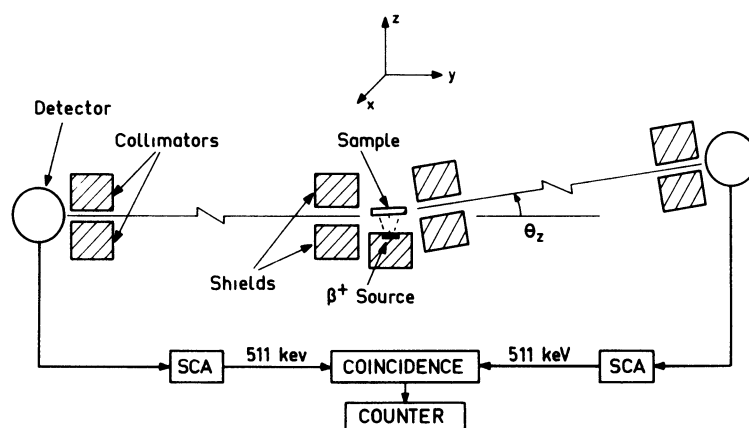 z
y
x
Detector
Collimators
Sample
Shields
β⁺ Source
θz
SCA
511 kev
COINCIDENCE
511 keV
SCA
COUNTER